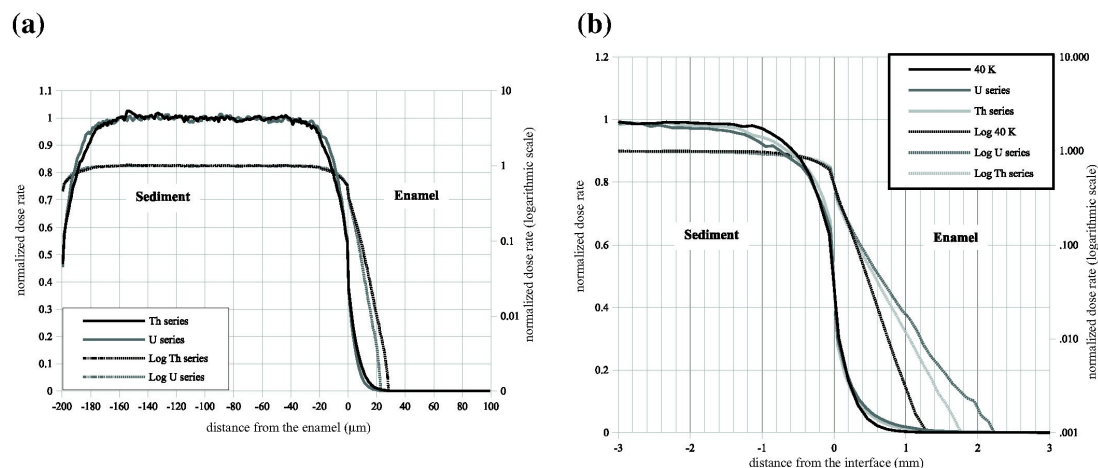 (a)
1.1
1
0.9
0.8
0.7
0.6
0.5
0.4
0.3
0.2
0.1
0
normalized dose rate
10
1
0.1
0.01
0
normalized dose rate (logarithmic scale)
Sediment
Enamel
Th series
U series
Log Th series
Log U series
-200 -180 -160 -140 -120 -100 -80 -60 -40 -20 0 20 40 60 80 100
distance from the enamel (µm)
(b)
1.2
1
0.8
0.6
0.4
0.2
0
normalized dose rate
10.000
1.000
.100
.010
.001
normalized dose rate (logarithmic scale)
40 K
U series
Th series
Log 40 K
Log U series
Log Th series
Sediment
Enamel
-3 -2 -1 0 1 2 3
distance from the interface (mm)